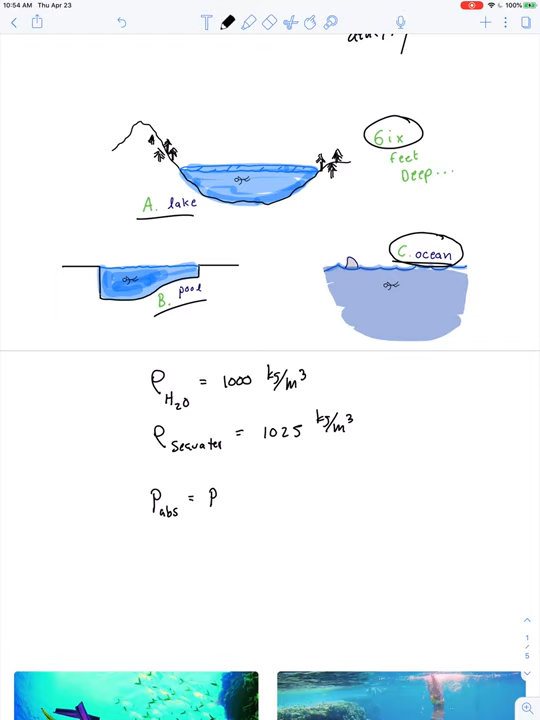 10:54 AM Thu Apr 23
100%
T
6ix
feet
Deep...
A. lake
C. ocean
B. pool
ρH₂O = 1000 kg/m³
ρseawater = 1025 kg/m³
Pabs = P
1
/
5